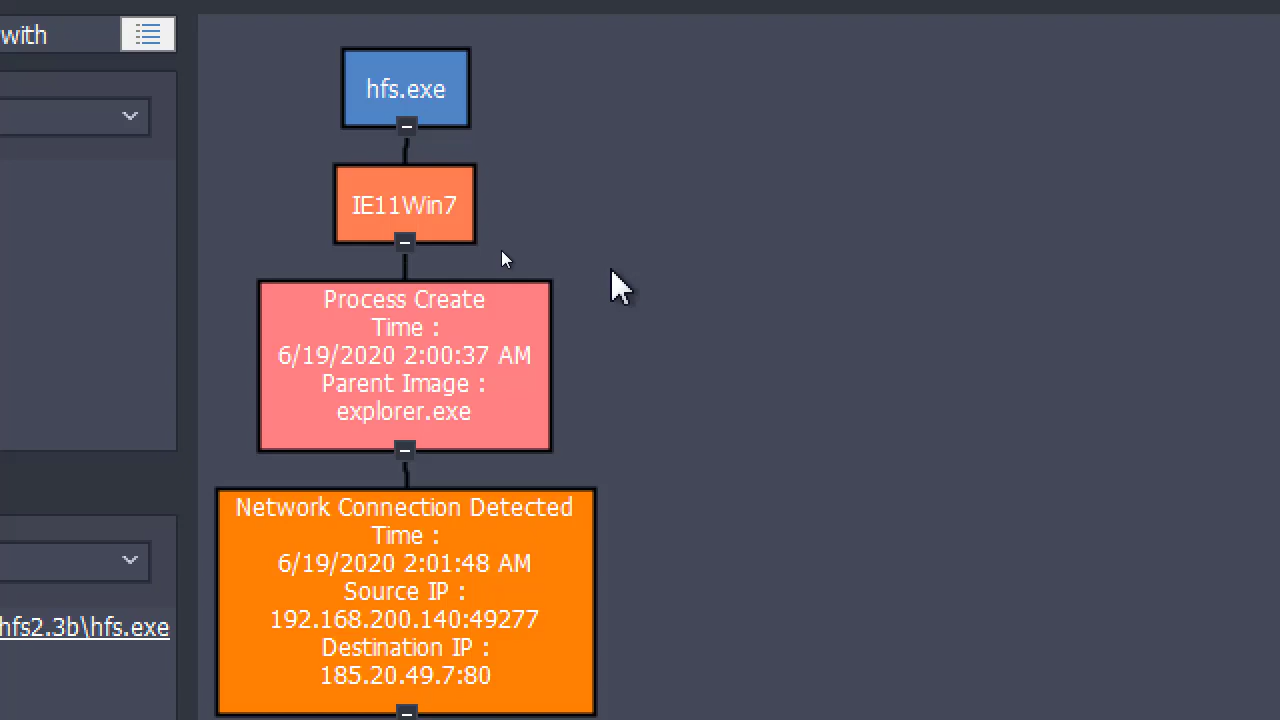 with
hfs.exe
IE11Win7
Process Create
Time :
6/19/2020 2:00:37 AM
Parent Image :
explorer.exe
Network Connection Detected
Time :
6/19/2020 2:01:48 AM
Source IP :
192.168.200.140:49277
Destination IP :
185.20.49.7:80
hfs2.3b\hfs.exe